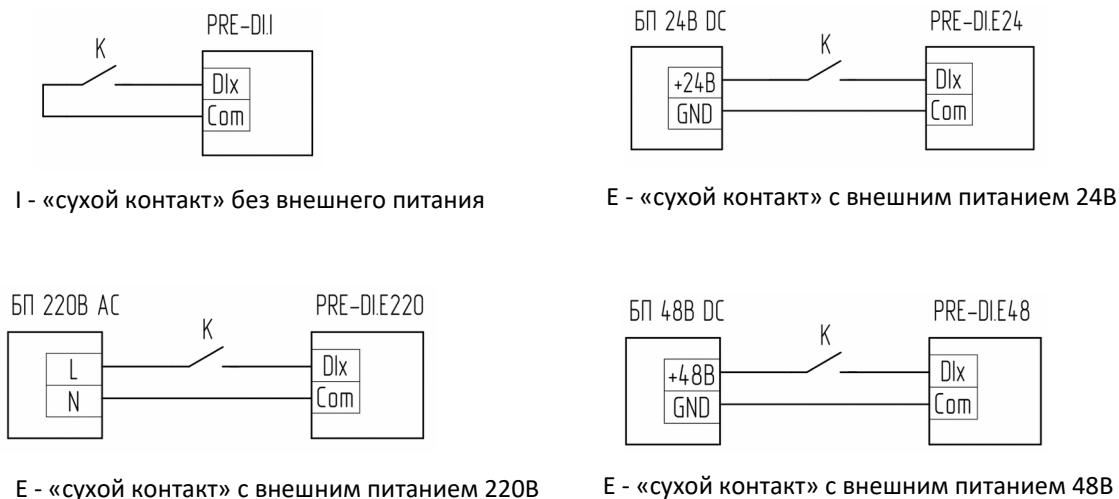 PRE-DI.I
K
DIx
Com
I - «сухой контакт» без внешнего питания
БП 24В DC
PRE-DI.E24
K
+24В
DIx
GND
Com
Е - «сухой контакт» с внешним питанием 24В
БП 220В AC
PRE-DI.E220
K
L
DIx
N
Com
Е - «сухой контакт» с внешним питанием 220В
БП 48В DC
PRE-DI.E48
K
+48В
DIx
GND
Com
Е - «сухой контакт» с внешним питанием 48В